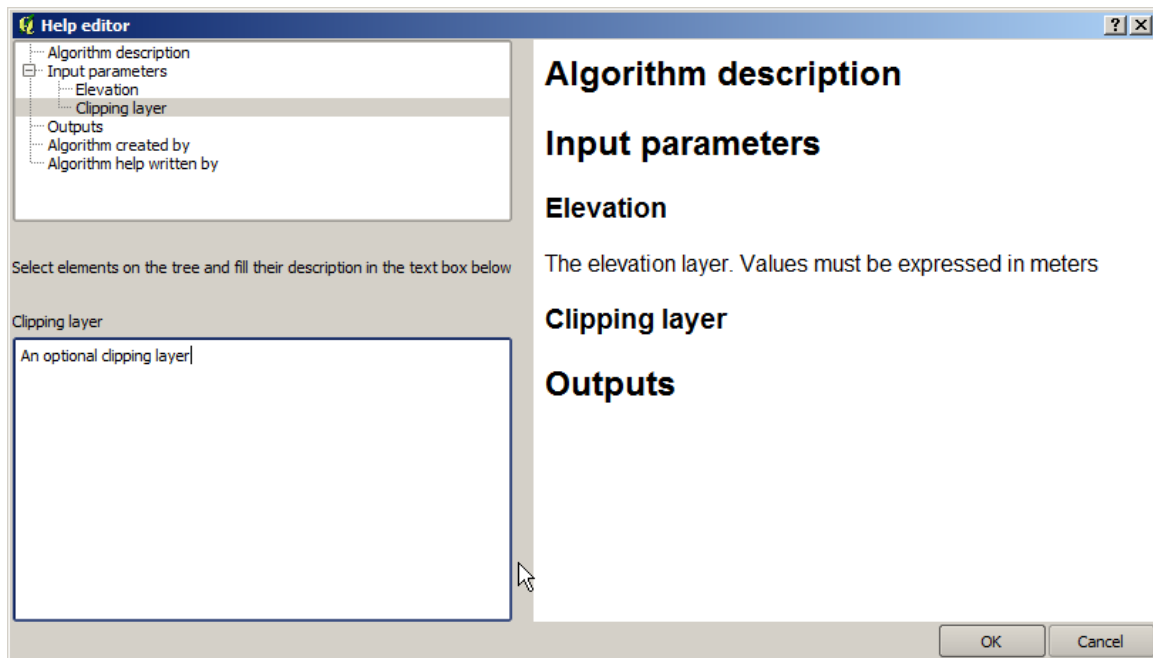 Help editor
Algorithm description
Input parameters
Elevation
Clipping layer
Outputs
Algorithm created by
Algorithm help written by
Select elements on the tree and fill their description in the text box below
Clipping layer
An optional clipping layer
Algorithm description
Input parameters
Elevation
The elevation layer. Values must be expressed in meters
Clipping layer
Outputs
OK
Cancel